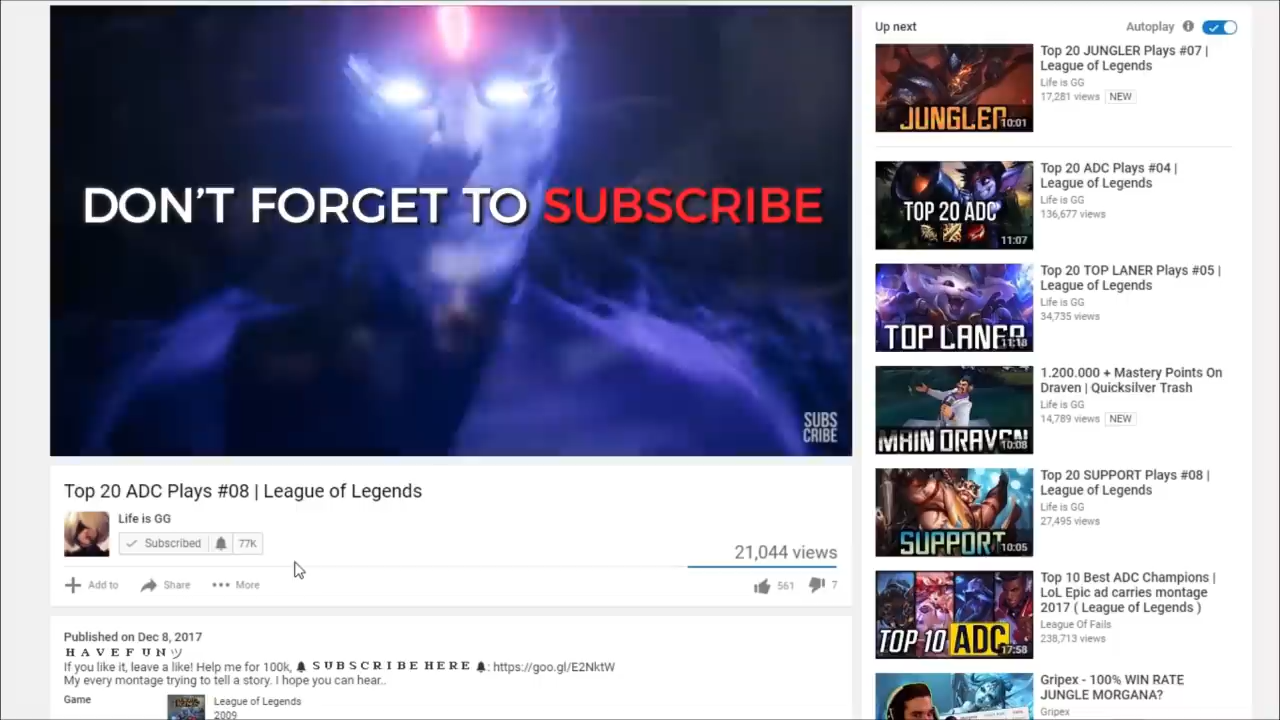 DON'T FORGET TO SUBSCRIBE
SUBS
CRIBE
Top 20 ADC Plays #08 | League of Legends
Life is GG
Subscribed 77K
21,044 views
Add to Share ••• More 561 7
Published on Dec 8, 2017
H A V E F U N ツ
If you like it, leave a like! Help me for 100k, 🔔 S U B S C R I B E H E R E 🔔: https://goo.gl/E2NktW
My every montage trying to tell a story. I hope you can hear..
Game
League of Legends
2009
Up next Autoplay
JUNGLER 10:01
Top 20 JUNGLER Plays #07 |
League of Legends
Life is GG
17,281 views NEW
TOP 20 ADC
11:07
Top 20 ADC Plays #04 |
League of Legends
Life is GG
136,677 views
TOP LANER 11:18
Top 20 TOP LANER Plays #05 |
League of Legends
Life is GG
34,735 views
MAIN DRAVEN 10:08
1.200.000 + Mastery Points On
Draven | Quicksilver Trash
Life is GG
14,789 views NEW
SUPPORT 10:05
Top 20 SUPPORT Plays #08 |
League of Legends
Life is GG
27,495 views
TOP 10 ADC 17:58
Top 10 Best ADC Champions |
LoL Epic ad carries montage
2017 ( League of Legends )
League Of Fails
238,713 views
Gripex - 100% WIN RATE
JUNGLE MORGANA?
Gripex